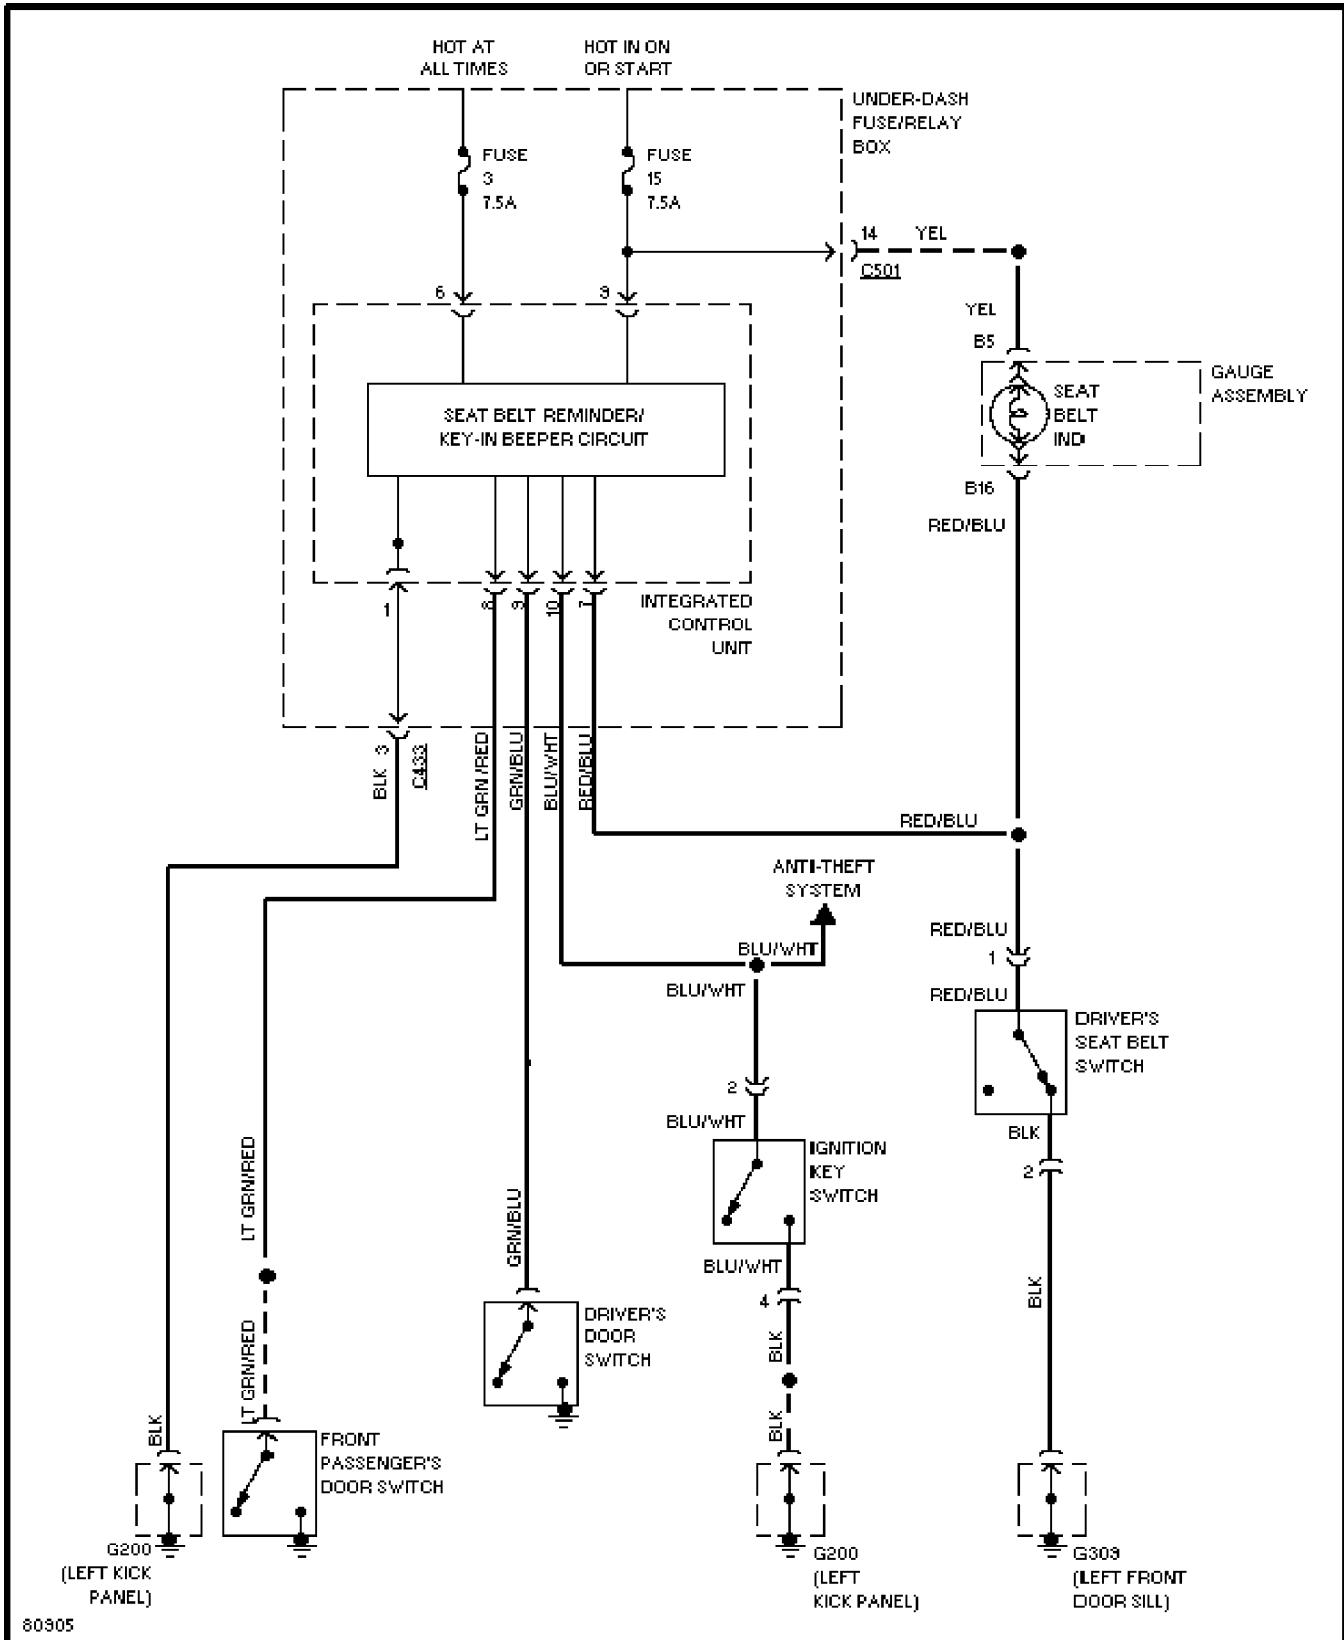 HOT AT
ALL TIMES
HOT IN ON
OR START
UNDER-DASH
FUSE/RELAY
BOX
FUSE
3
7.5A
FUSE
15
7.5A
14
YEL
C501
6
9
YEL
B5
GAUGE
ASSEMBLY
SEAT
BELT
IND
SEAT BELT REMINDER/
KEY-IN BEEPER CIRCUIT
B16
RED/BLU
1
8
9
10
7
INTEGRATED
CONTROL
UNIT
BLK
3
C433
LT GRN/RED
GRN/BLU
BLU/WHT
RED/BLU
RED/BLU
ANTI-THEFT
SYSTEM
BLU/WHT
BLU/WHT
RED/BLU
1
RED/BLU
DRIVER'S
SEAT BELT
SWITCH
2
BLU/WHT
BLK
2
IGNITION
KEY
SWITCH
LT GRN/RED
GRN/BLU
BLU/WHT
4
BLK
BLK
DRIVER'S
DOOR
SWITCH
LT GRN/RED
BLK
BLK
FRONT
PASSENGER'S
DOOR SWITCH
G200
(LEFT KICK
PANEL)
G200
(LEFT
KICK PANEL)
G309
(LEFT FRONT
DOOR SILL)
80905